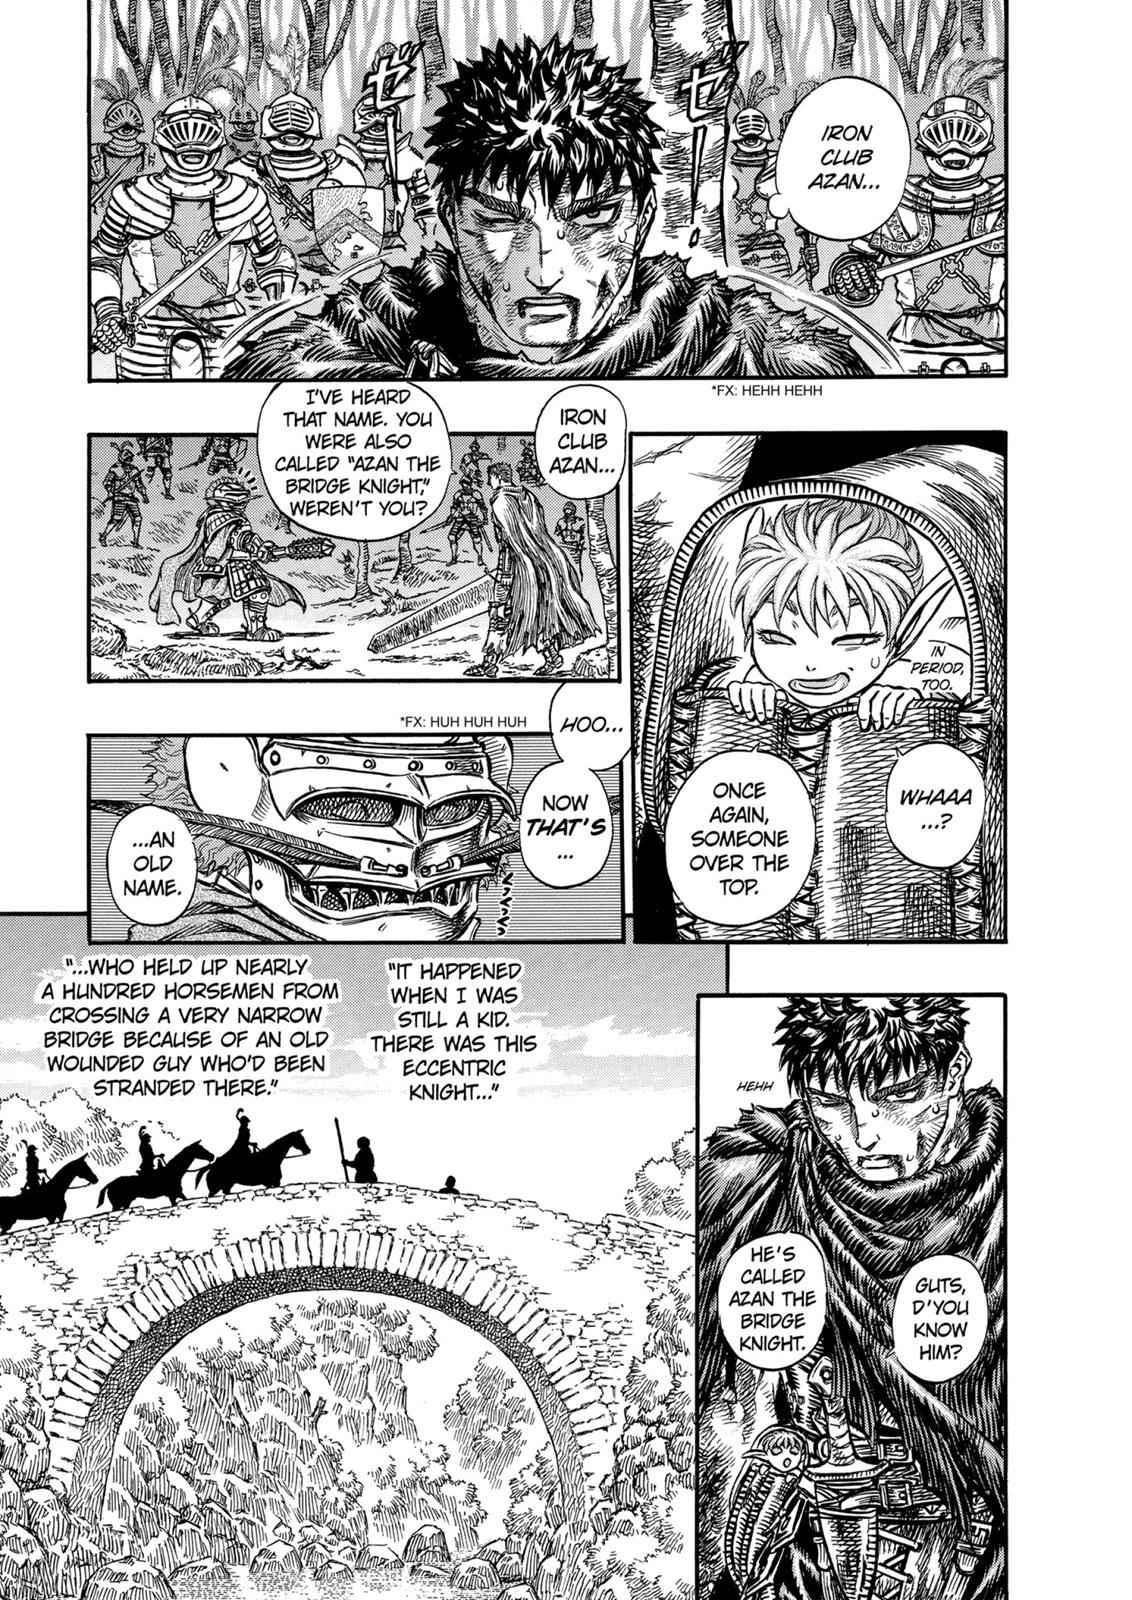 ゼ
ゼー
IRON
CLUB
AZAN...
*FX: HEHH HEHH
IRON
CLUB
AZAN...
I'VE HEARD
THAT NAME. YOU
WERE ALSO
CALLED "AZAN THE
BRIDGE KNIGHT,"
WEREN'T YOU?
IN
PERIOD,
TOO.
WHAAA
...?
ONCE
AGAIN,
SOMEONE
OVER THE
TOP.
*FX: HUH HUH HUH
HOO...
NOW
THAT'S
...
...AN
OLD
NAME.
HEHH
GUTS,
D'YOU
KNOW
HIM?
HE'S
CALLED
AZAN THE
BRIDGE
KNIGHT.
"IT HAPPENED
WHEN I WAS
STILL A KID.
THERE WAS THIS
ECCENTRIC
KNIGHT..."
"...WHO HELD UP NEARLY
A HUNDRED HORSEMEN FROM
CROSSING A VERY NARROW
BRIDGE BECAUSE OF AN OLD
WOUNDED GUY WHO'D BEEN
STRANDED THERE."